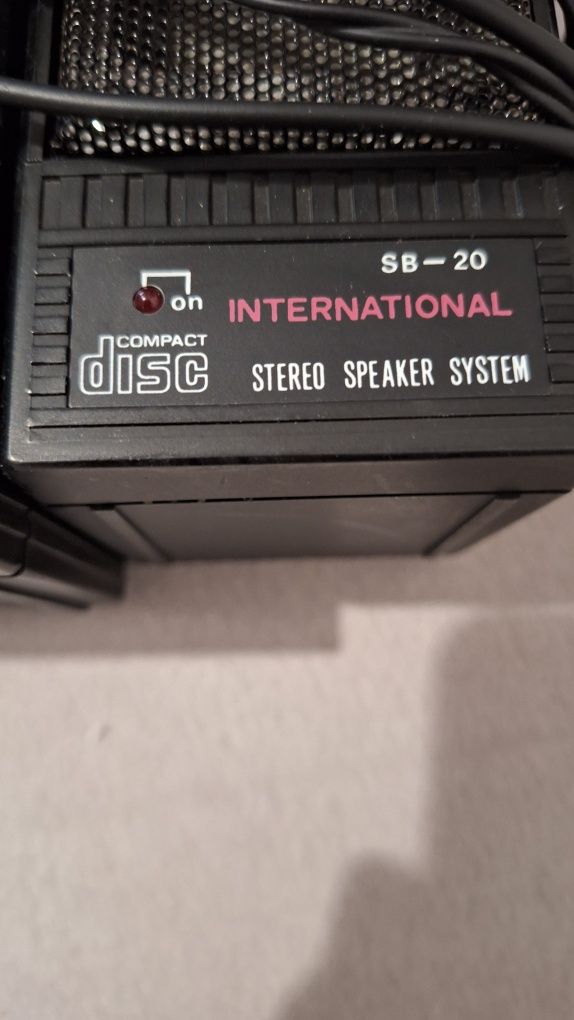 SB-20
on
INTERNATIONAL
COMPACT
disc
STEREO SPEAKER SYSTEM